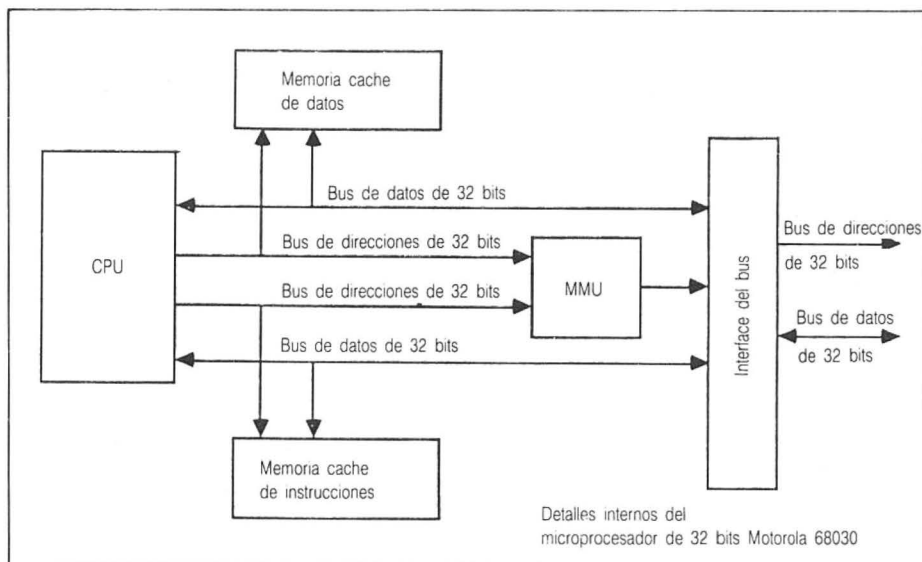 Memoria cache
de datos
Bus de datos de 32 bits
Bus de direcciones de 32 bits
CPU
MMU
Bus de direcciones de 32 bits
Bus de datos de 32 bits
Interface del bus
Bus de direcciones
de 32 bits
Bus de datos
de 32 bits
Memoria cache
de instrucciones
Detalles internos del
microprocesador de 32 bits Motorola 68030